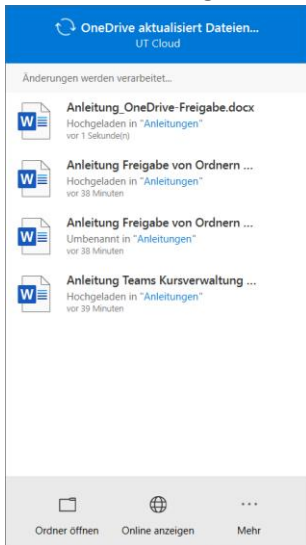 OneDrive aktualisiert Dateien...
UT Cloud
Änderungen werden verarbeitet...
Anleitung_OneDrive-Freigabe.docx
Hochgeladen in "Anleitungen"
vor 1 Sekunde(n)
Anleitung Freigabe von Ordnern ...
Hochgeladen in "Anleitungen"
vor 38 Minuten
Anleitung Freigabe von Ordnern ...
Umbenannt in "Anleitungen"
vor 38 Minuten
Anleitung Teams Kursverwaltung ...
Hochgeladen in "Anleitungen"
vor 39 Minuten
Ordner öffnen Online anzeigen Mehr